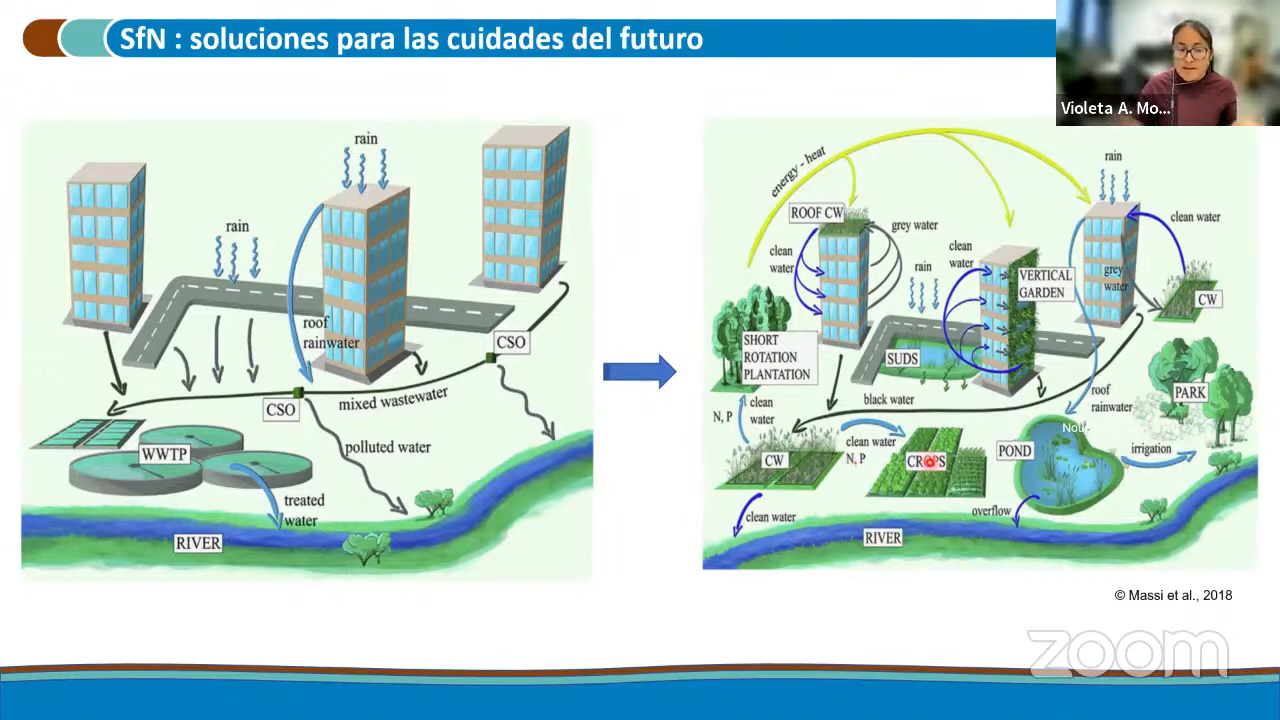 SfN : soluciones para las cuidades del futuro
Violeta A. Mo...
rain
rain
roof
rainwater
CSO
CSO
mixed wastewater
polluted water
WWTP
treated
water
RIVER
energy - heat
rain
ROOF CW
grey water
clean water
clean
water
clean
water
rain
VERTICAL
GARDEN
grey
water
CW
SHORT
ROTATION
PLANTATION
SUDS
black water
roof
rainwater
PARK
N, P
clean
water
clean water
N, P
CW
CROPS
POND
irrigation
clean water
overflow
RIVER
© Massi et al., 2018
zoom